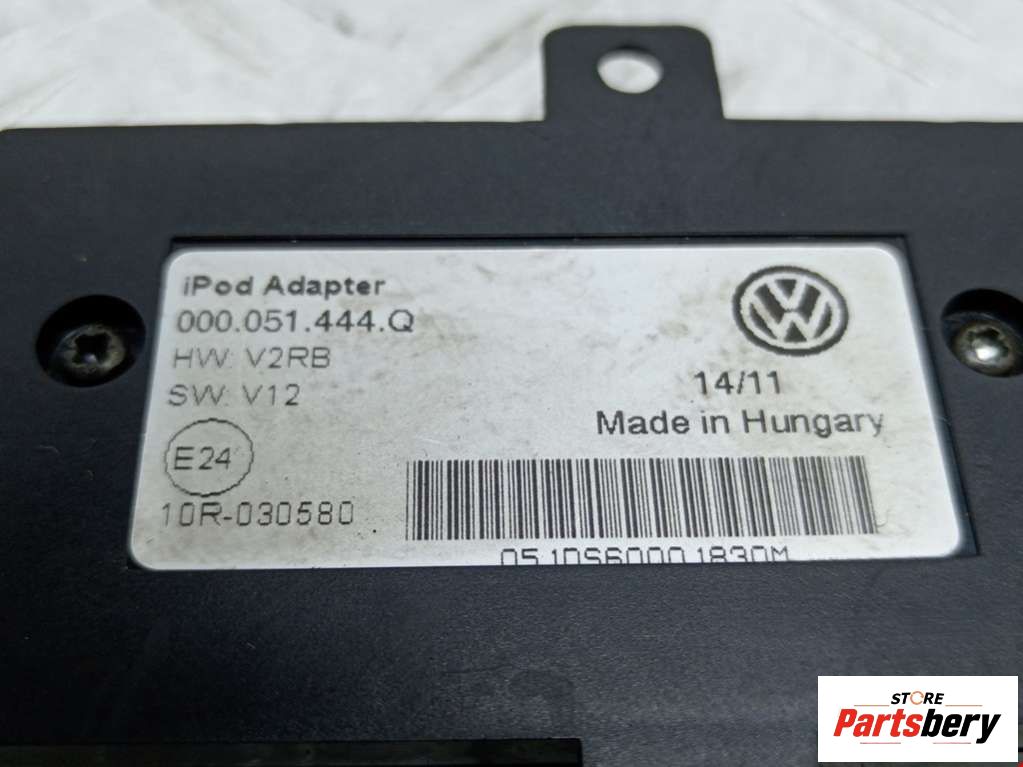 iPod Adapter
000.051.444.Q
HW: V2RB
SW: V12
E24
10R-030580
14/11
Made in Hungary
051DS60001830M
STORE
Partsbery